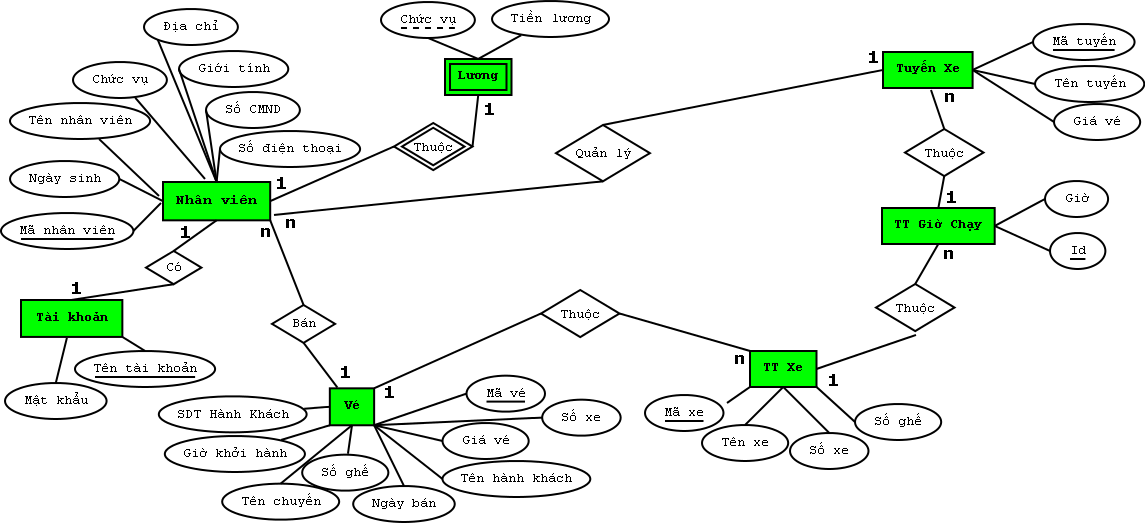 Chức vụ
Tiền lương
Địa chỉ
Giới tính
Chức vụ
Số CMND
Tên nhân viên
Số điện thoại
Ngày sinh
Mã nhân viên
Nhân viên
Lương
1
Thuộc
1
n
n
1
Quản lý
1
Tuyến Xe
n
Mã tuyến
Tên tuyến
Giá vé
Thuộc
1
TT Giờ Chạy
n
Giờ
Id
Có
1
Tài khoản
Tên tài khoản
Mật khẩu
Bán
1
Thuộc
1
n
Thuộc
TT Xe
1
Vé
SDT Hành Khách
Giờ khởi hành
Số ghế
Tên chuyến
Ngày bán
Mã vé
Số xe
Giá vé
Tên hành khách
Mã xe
Tên xe
Số xe
Số ghế